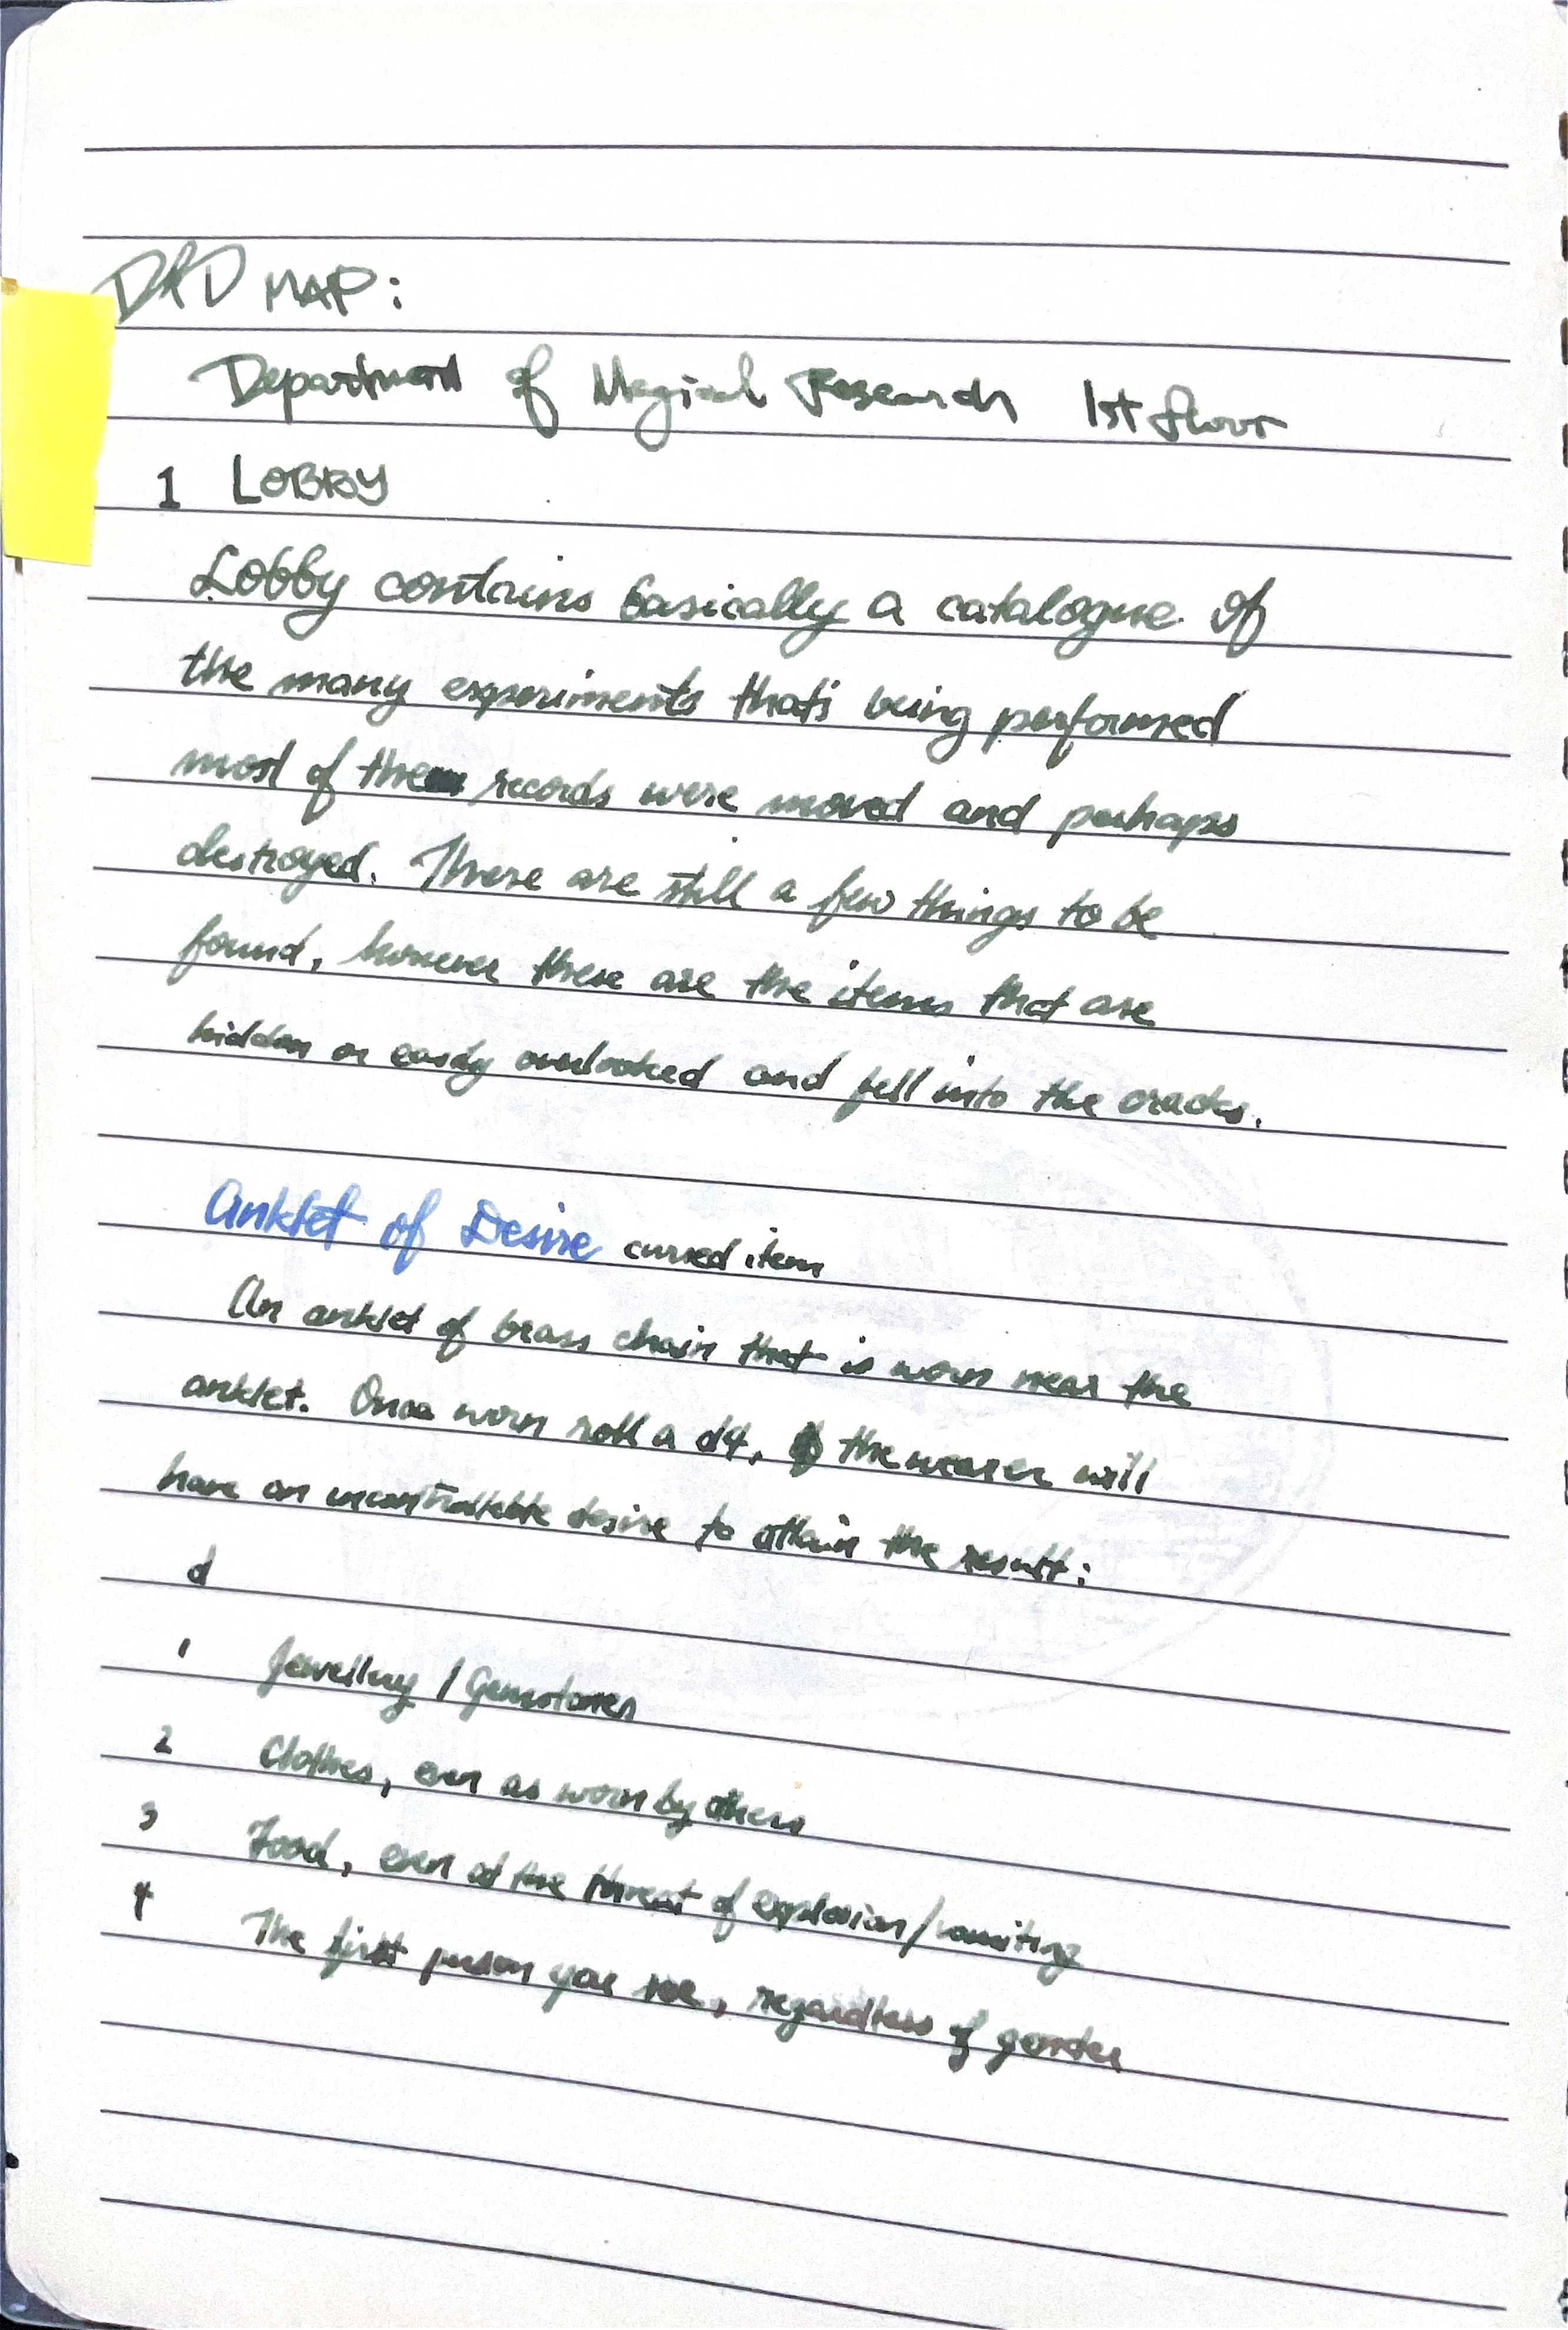 D&D MAP:
Department of Magical Research 1st floor
1 LOBBY
Lobby contains basically a catalogue of
the many experiments that's being performed
most of the records were moved and perhaps
destroyed. There are still a few things to be
found, however these are the items that are
hidden or easily overlooked and fell into the cracks.
Anklet of Desire cursed item
An anklet of brass chain that is worn near the
anklet. Once worn roll a d4, the wearer will
have an uncontrollable desire to attain the result:
d
1 Jewellery / Gemstones
2 Clothes, even as worn by others
3 Food, even at the threat of explosion/vomiting
4 The first person you see, regardless of gender